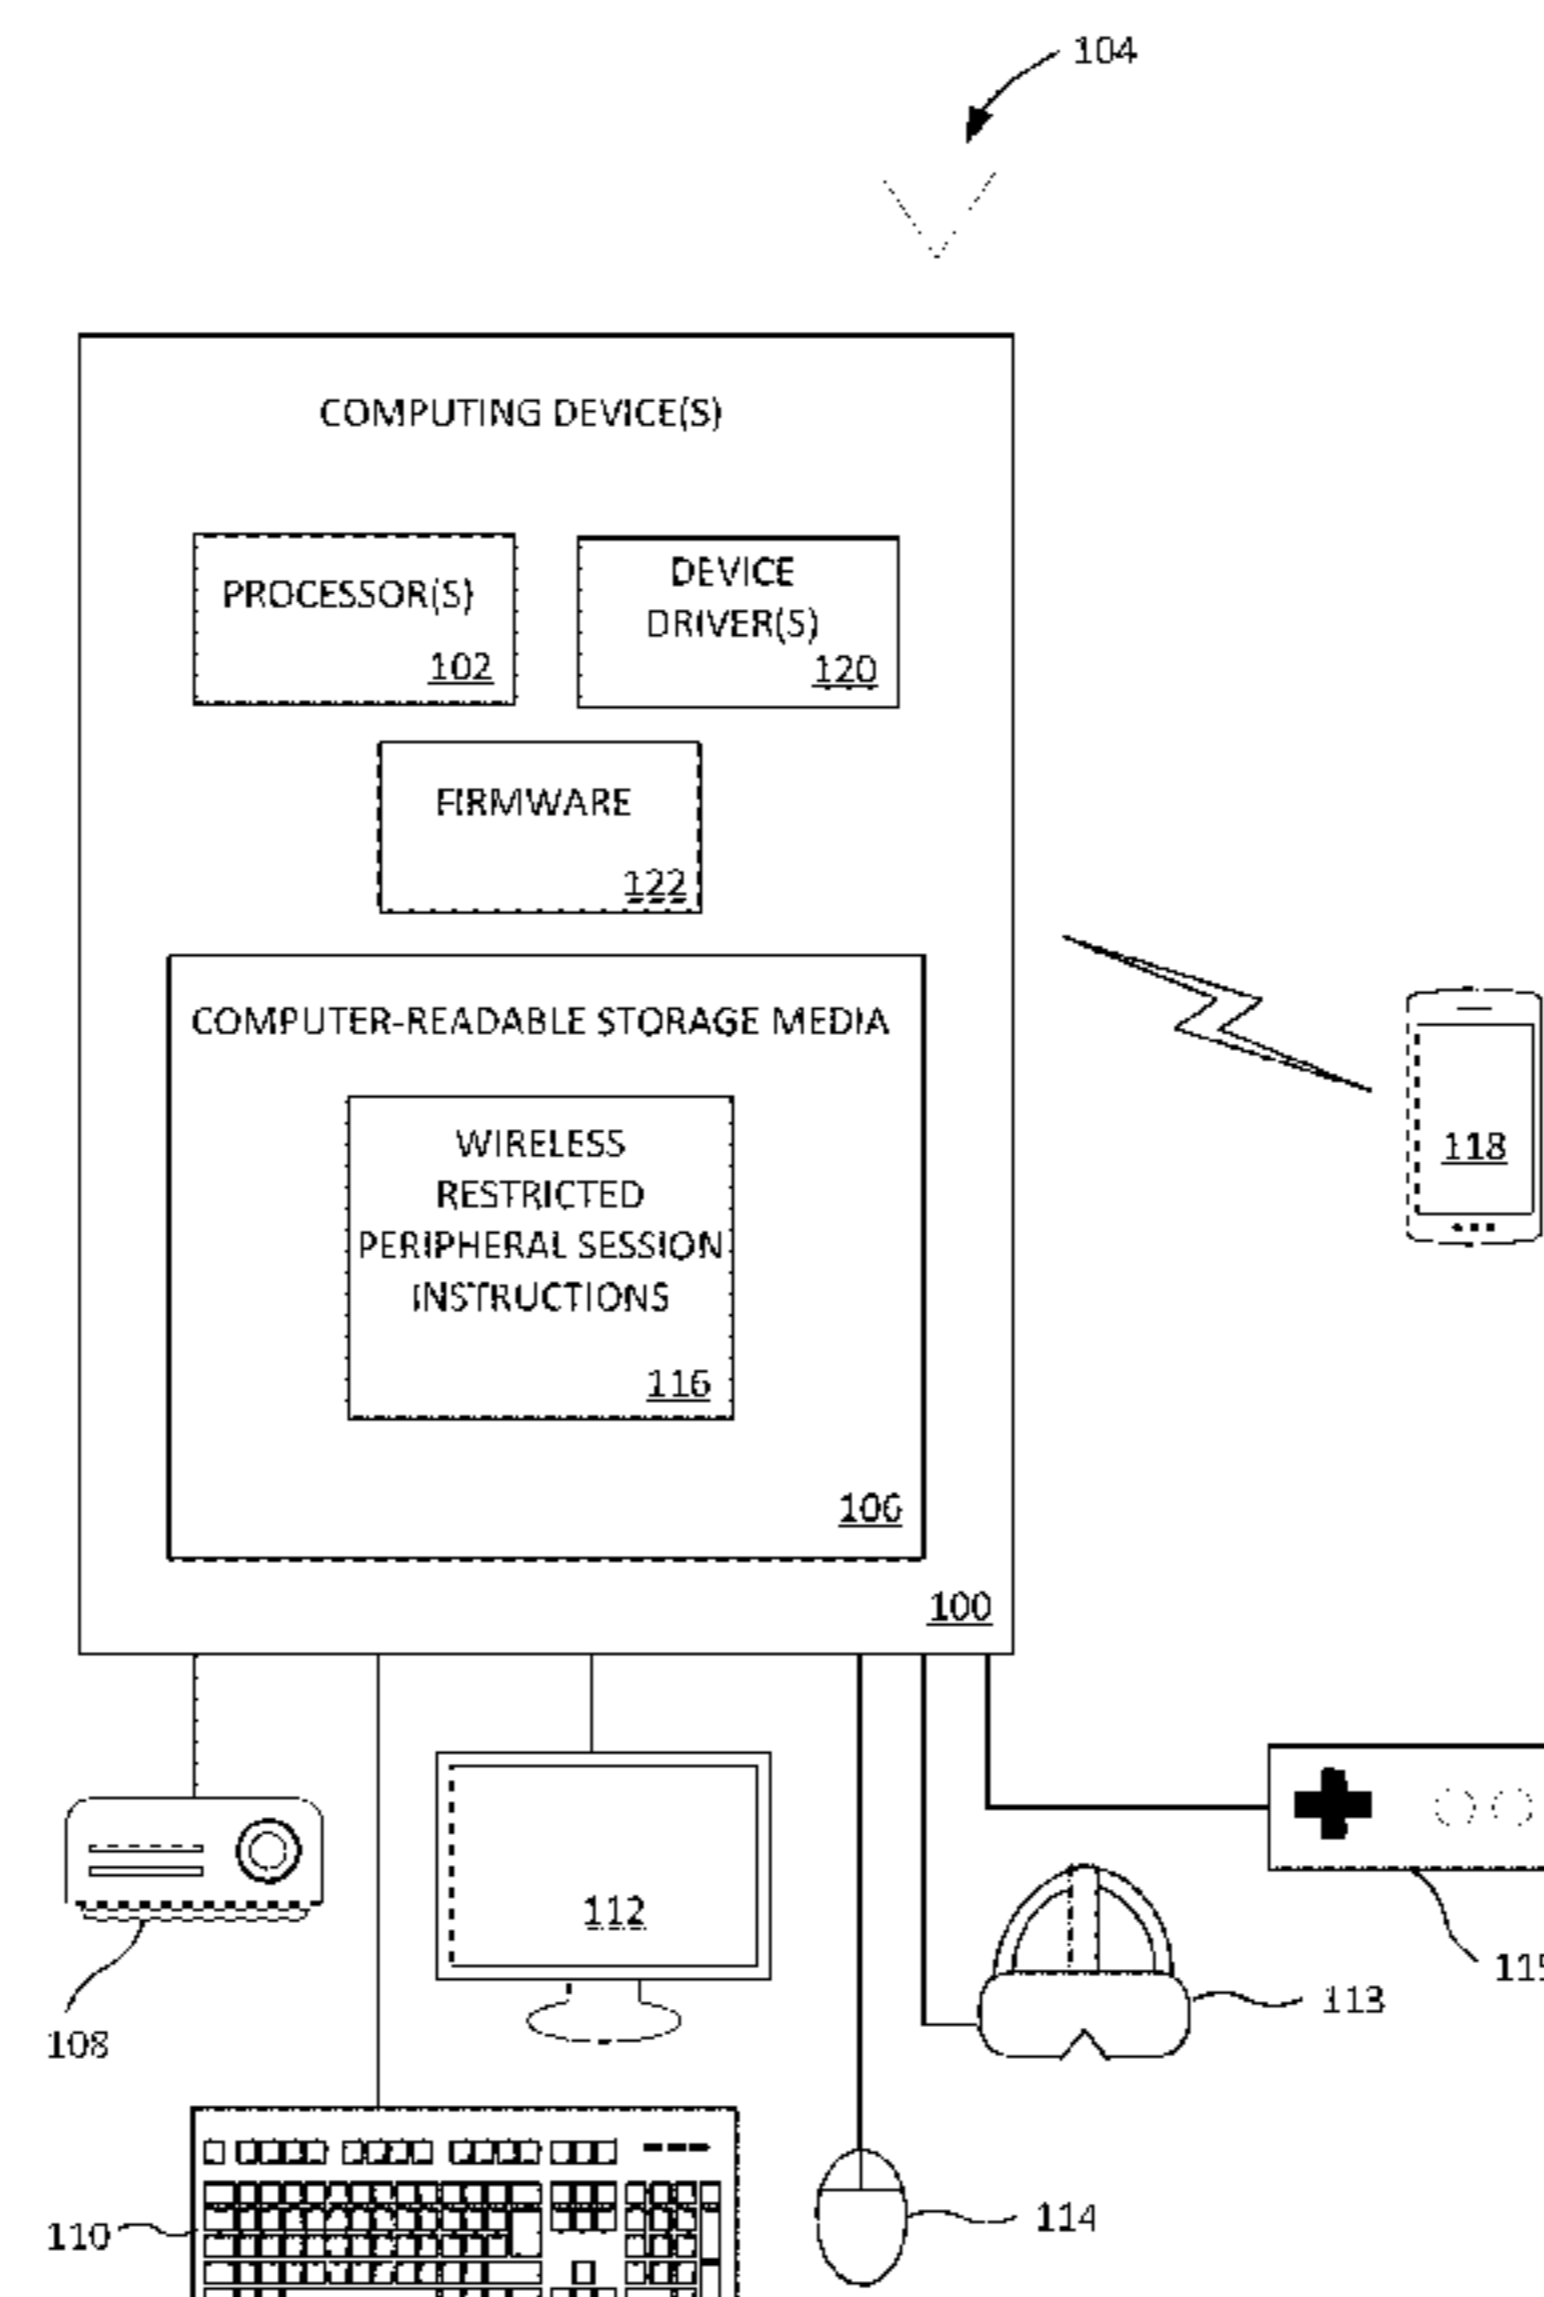 104
COMPUTING DEVICE(S)
PROCESSOR(S)
102
DEVICE
DRIVER(S)
120
FIRMWARE
122
COMPUTER-READABLE STORAGE MEDIA
WIRELESS
RESTRICTED
PERIPHERAL SESSION
INSTRUCTIONS
116
106
100
118
112
108
113
110
114